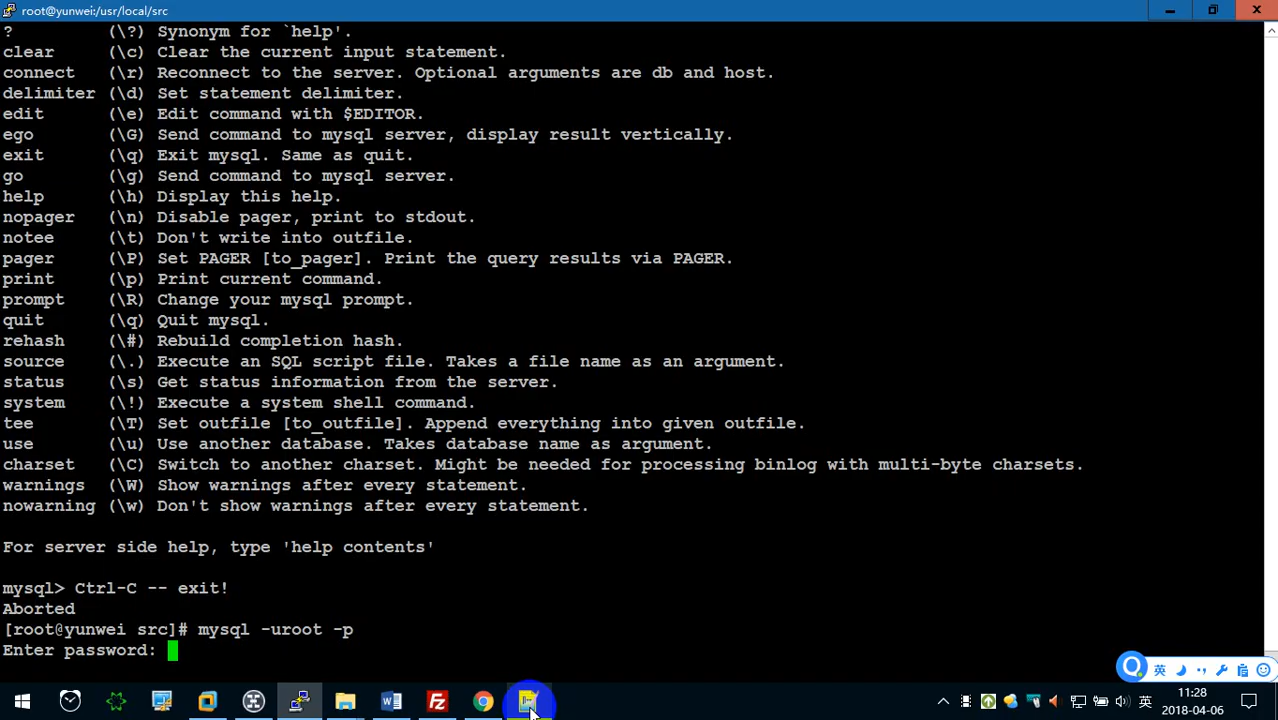 root@yunwei:/usr/local/src
?         (\?) Synonym for `help'.
clear     (\c) Clear the current input statement.
connect   (\r) Reconnect to the server. Optional arguments are db and host.
delimiter (\d) Set statement delimiter.
edit      (\e) Edit command with $EDITOR.
ego       (\G) Send command to mysql server, display result vertically.
exit      (\q) Exit mysql. Same as quit.
go        (\g) Send command to mysql server.
help      (\h) Display this help.
nopager   (\n) Disable pager, print to stdout.
notee     (\t) Don't write into outfile.
pager     (\P) Set PAGER [to_pager]. Print the query results via PAGER.
print     (\p) Print current command.
prompt    (\R) Change your mysql prompt.
quit      (\q) Quit mysql.
rehash    (\#) Rebuild completion hash.
source    (\.) Execute an SQL script file. Takes a file name as an argument.
status    (\s) Get status information from the server.
system    (\!) Execute a system shell command.
tee       (\T) Set outfile [to_outfile]. Append everything into given outfile.
use       (\u) Use another database. Takes database name as argument.
charset   (\C) Switch to another charset. Might be needed for processing binlog with multi-byte charsets.
warnings  (\W) Show warnings after every statement.
nowarning (\w) Don't show warnings after every statement.
For server side help, type 'help contents'
mysql> Ctrl-C -- exit!
Aborted
[root@yunwei src]# mysql -uroot -p
Enter password:
英
英
11:28
2018-04-06